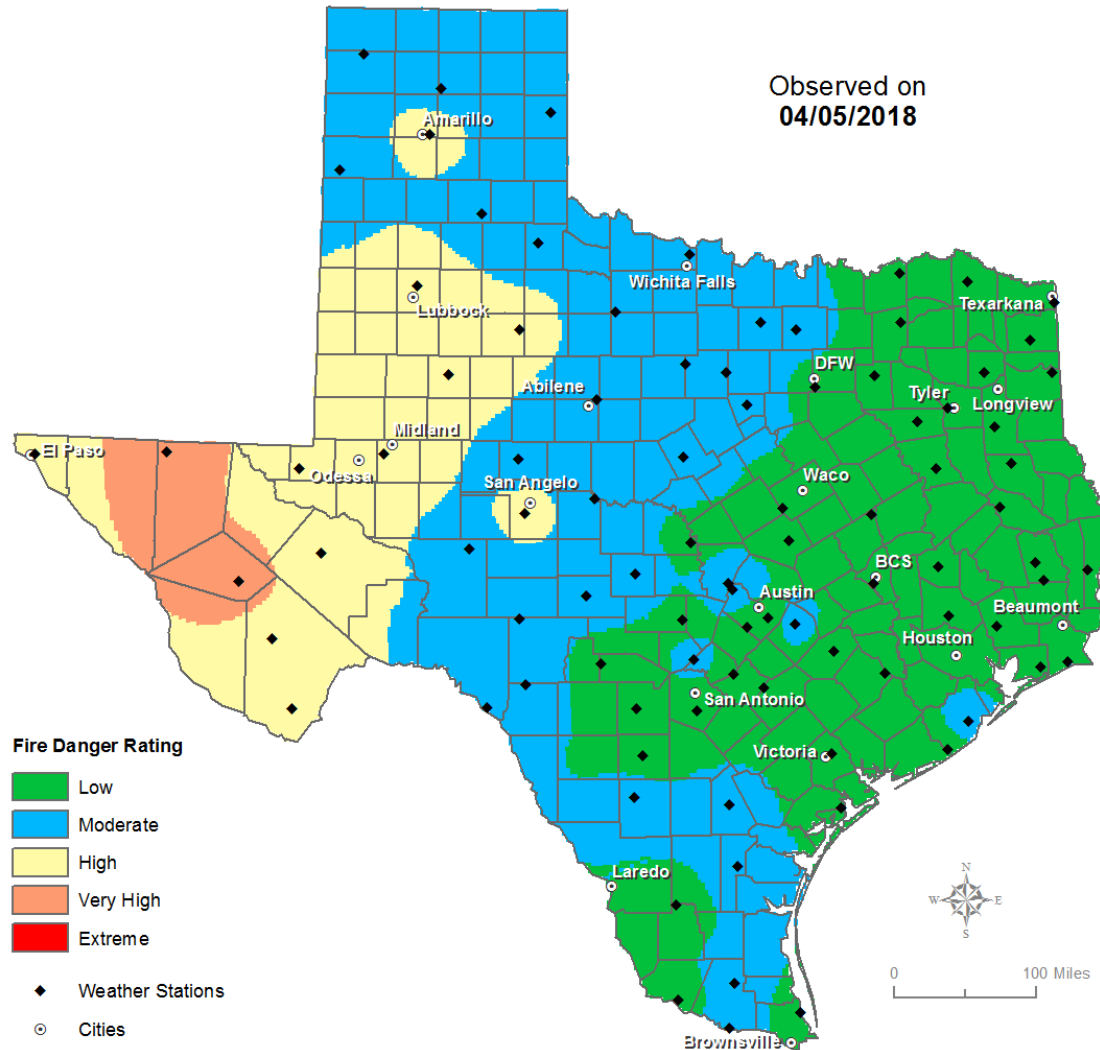 Observed on
04/05/2018
Amarillo
Wichita Falls
Lubbock
Texarkana
DFW
Abilene
Tyler
Longview
Midland
El Paso
Odessa
San Angelo
Waco
BCS
Austin
Beaumont
Houston
San Antonio
Victoria
Laredo
Brownsville
Fire Danger Rating
Low
Moderate
High
Very High
Extreme
Weather Stations
Cities
N
W E
S
0 100 Miles